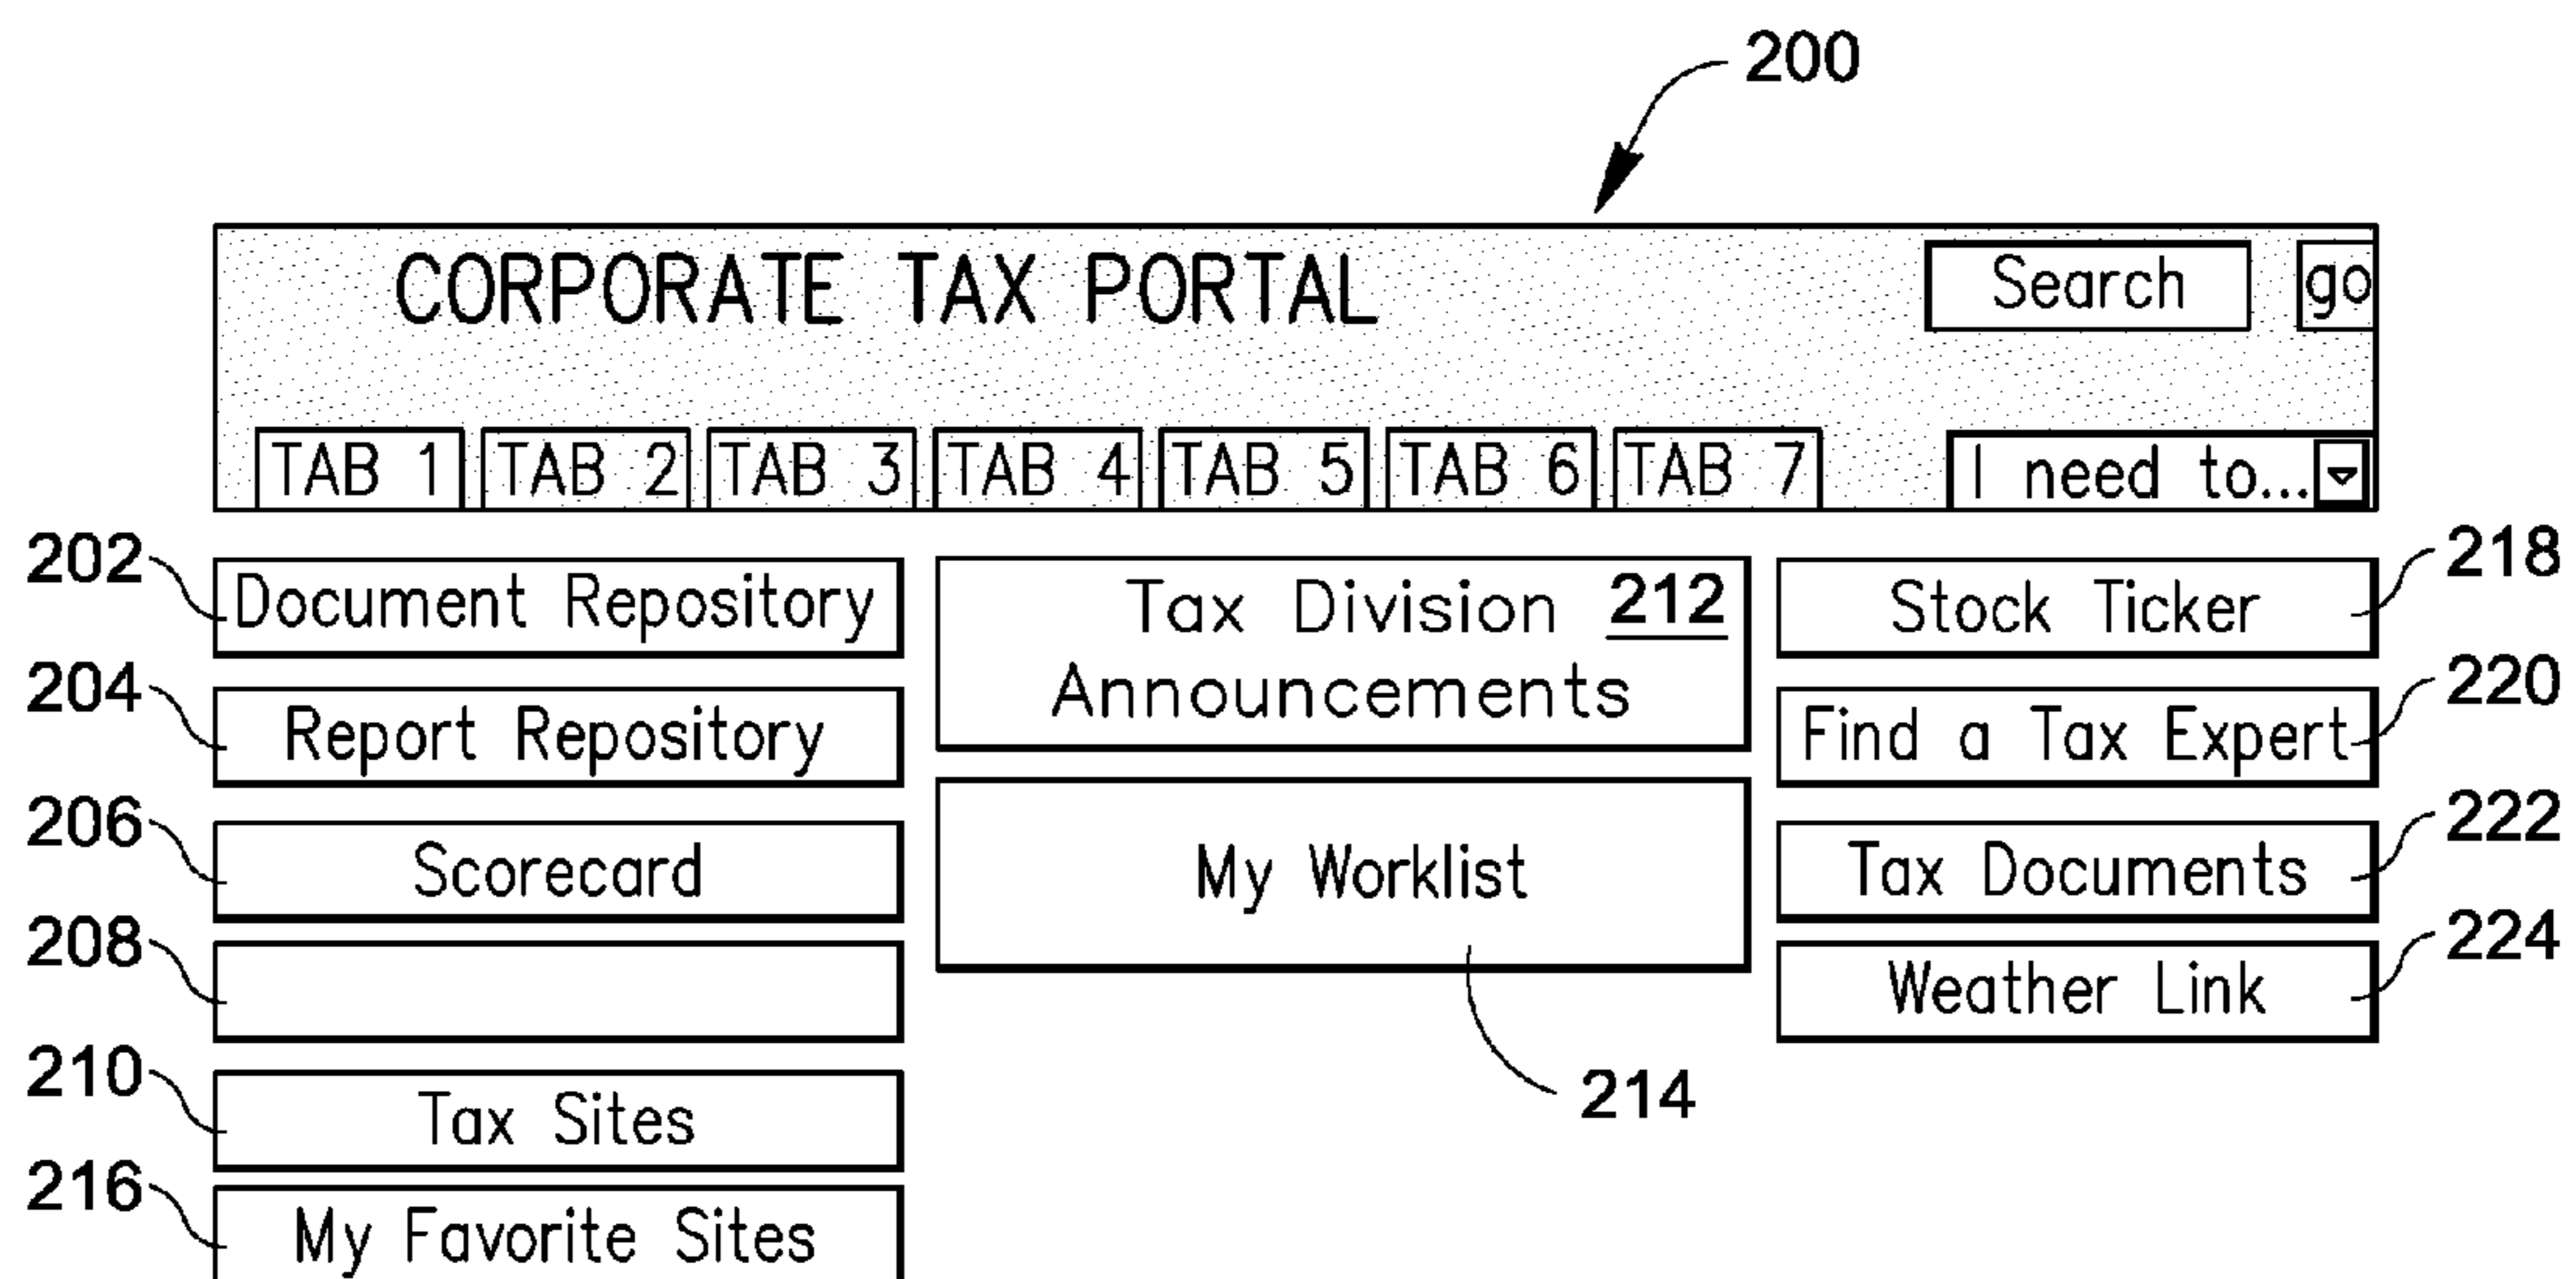 200
CORPORATE TAX PORTAL
Search
go
TAB 1 TAB 2 TAB 3 TAB 4 TAB 5 TAB 6 TAB 7
I need to...
202
Document Repository
204
Report Repository
206
Scorecard
208
210
Tax Sites
216
My Favorite Sites
Tax Division 212
Announcements
My Worklist
214
218
Stock Ticker
220
Find a Tax Expert
222
Tax Documents
224
Weather Link